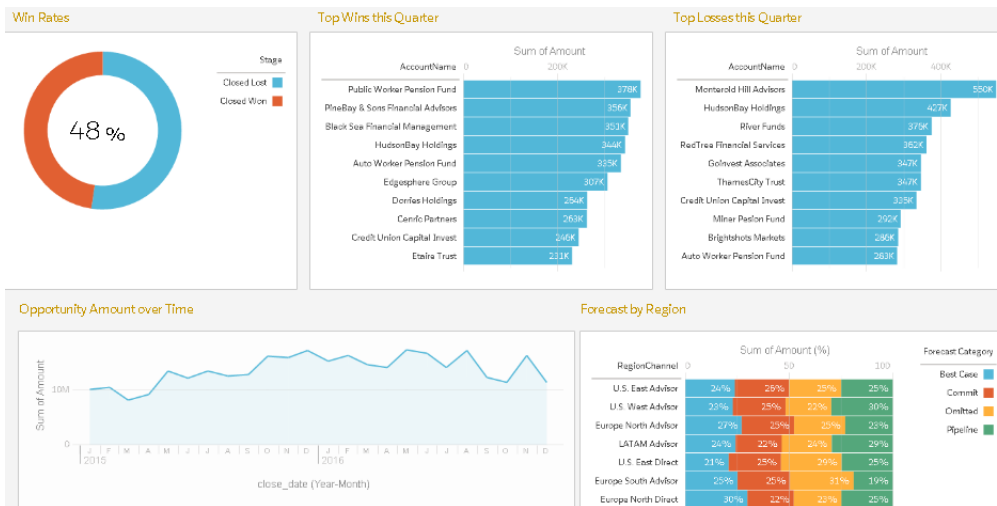 Win Rates
Stage
Closed Lost
Closed Won
48 %
Top Wins this Quarter
Sum of Amount
AccountName 0 200K
Public Worker Pension Fund 378K
PineBay & Sons Financial Advisors 356K
Black Sea Financial Management 351K
HudsonBay Holdings 344K
Auto Worker Pension Fund 335K
Edgesphere Group 307K
Dorries Holdings 264K
Cenric Partners 263K
Credit Union Capital Invest 246K
Etaire Trust 231K
Top Losses this Quarter
Sum of Amount
AccountName 0 200K 400K
Monterold Hill Advisors 550K
HudsonBay Holdings 427K
River Funds 376K
RedTree Financial Services 362K
GoInvest Associates 347K
ThamesCity Trust 347K
Credit Union Capital Invest 335K
Miner Pesion Fund 292K
Brightshots Markets 286K
Auto Worker Pension Fund 283K
Opportunity Amount over Time
Sum of Amount
10M
0
J F M A M J J A S O N D J F M A M J J A S O N D
2015 2016
close_date (Year-Month)
Forecast by Region
Sum of Amount (%)
RegionChannel 0 50 100
U.S. East Advisor 24% 26% 25% 25%
U.S. West Advisor 23% 25% 22% 30%
Europe North Advisor 27% 25% 25% 23%
LATAM Advisor 24% 22% 24% 29%
U.S. East Direct 21% 25% 29% 25%
Europe South Advisor 25% 25% 31% 19%
Europe North Direct 30% 22% 23% 25%
Forecast Category
Best Case
Commit
Omitted
Pipeline